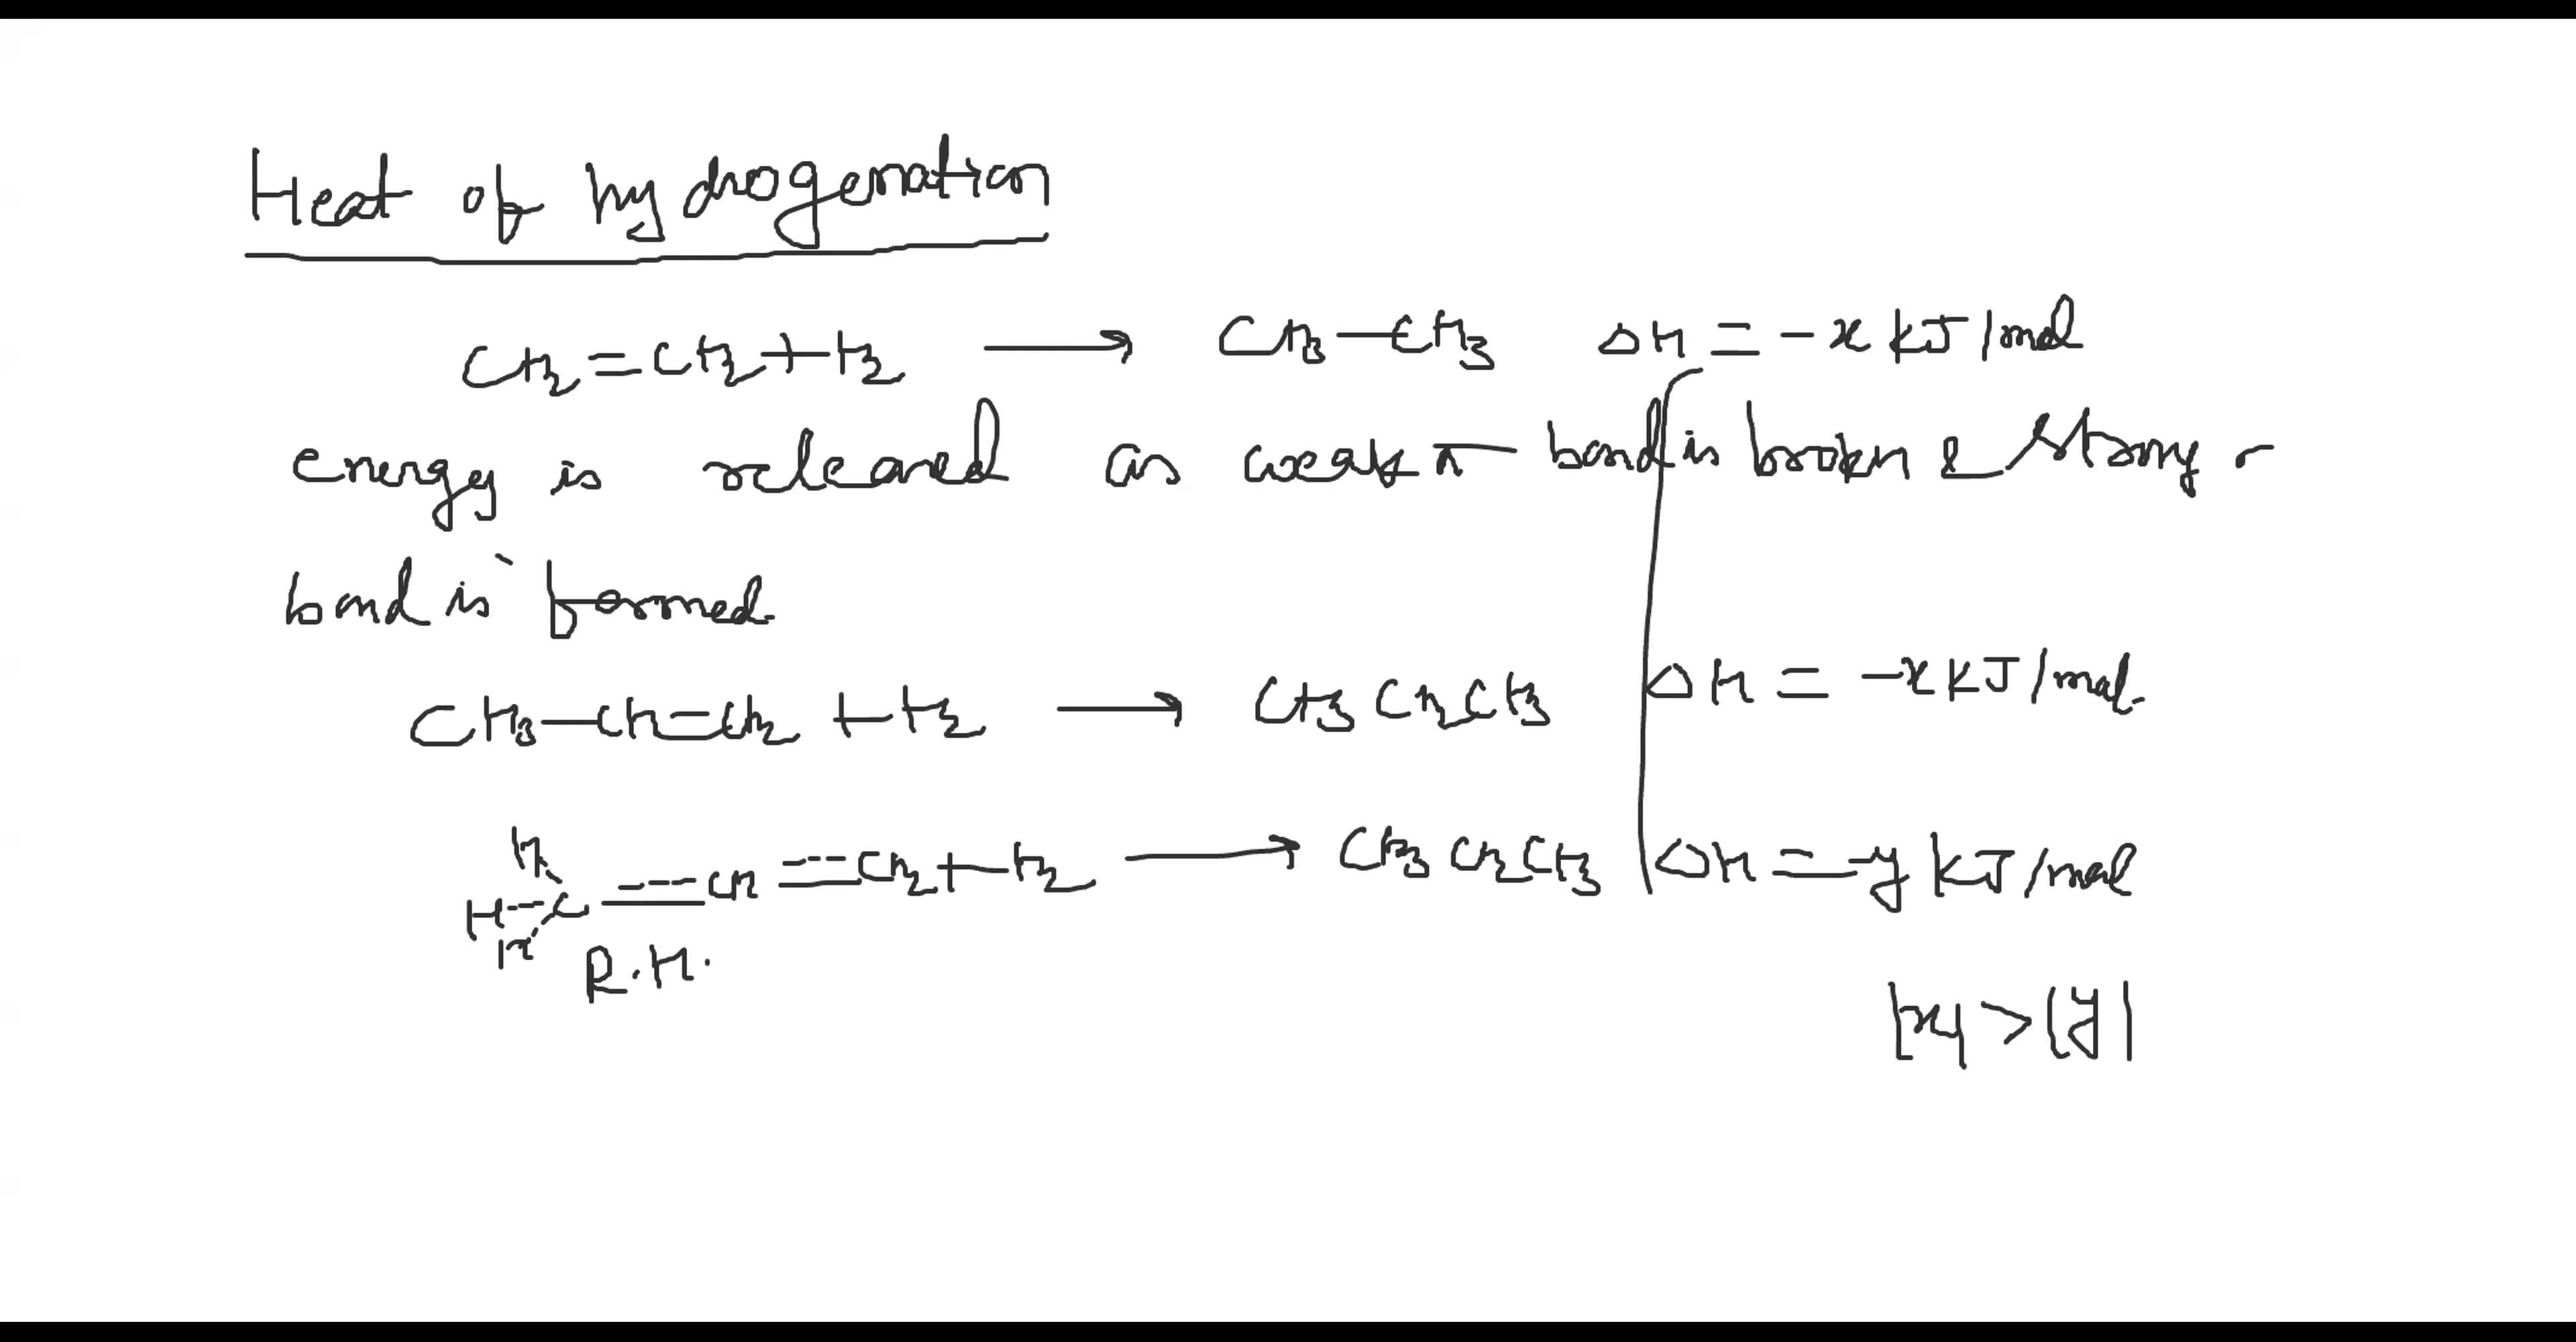 Heat of hydrogenation
CH2=CH2+H2 ⟶ CH3−CH3 ΔH = −x kJ/mol
energy is released as weak π bond is broken & strong σ
bond is formed.
CH3−CH=CH2 + H2 ⟶ CH3CH2CH3 ΔH = −x kJ/mol.
H
H C CH CH2+H2 ⟶ CH3CH2CH3 ΔH = −y kJ/mol
H
R.H.
|x| > |y|